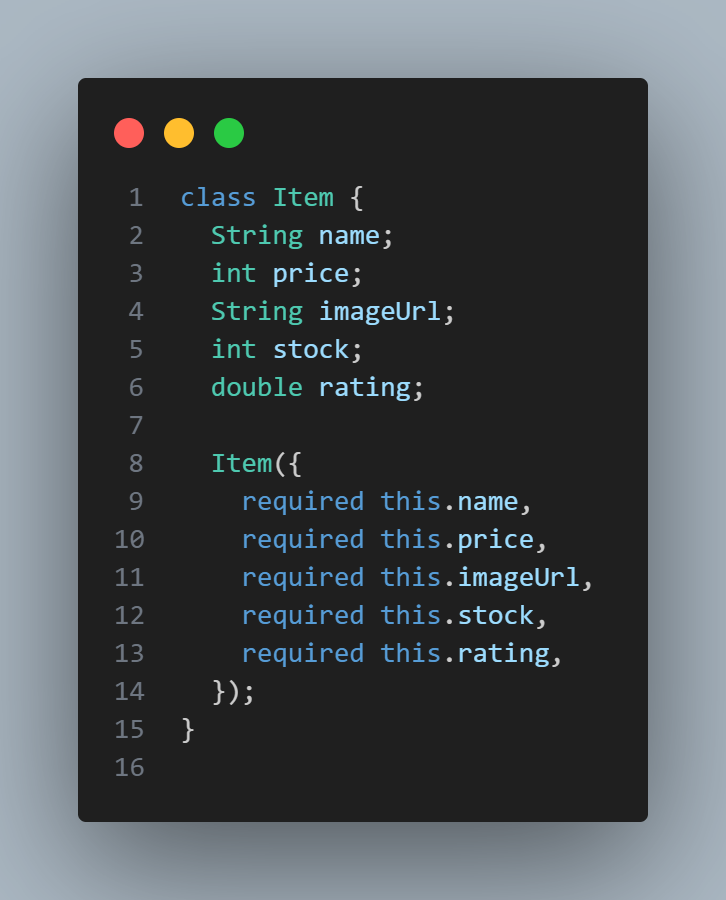 1 class Item {
2   String name;
3   int price;
4   String imageUrl;
5   int stock;
6   double rating;
7
8   Item({
9     required this.name,
10     required this.price,
11     required this.imageUrl,
12     required this.stock,
13     required this.rating,
14   });
15 }
16